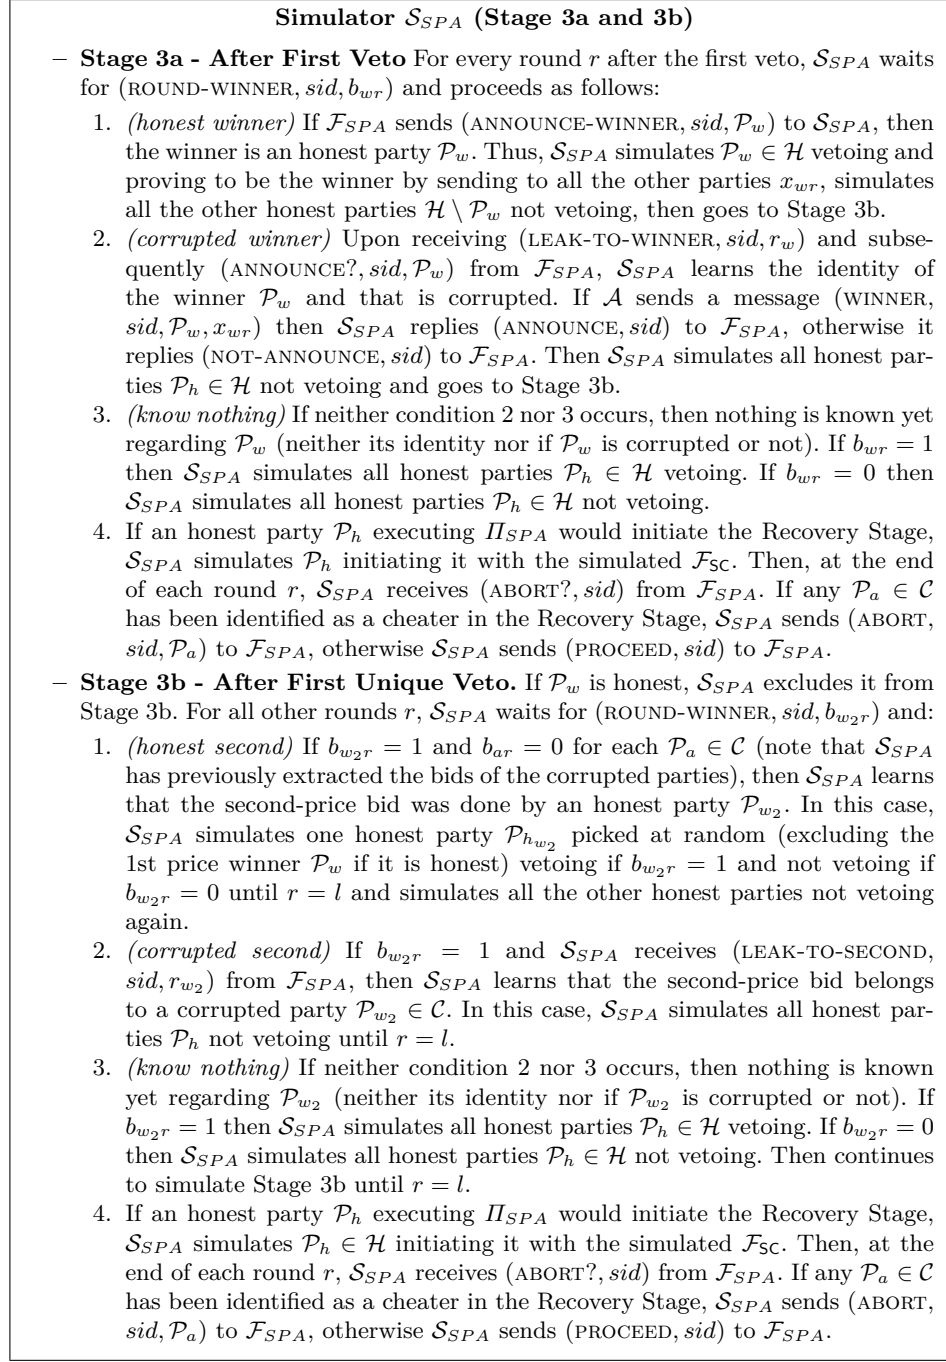 Simulator S_SPA (Stage 3a and 3b)
– Stage 3a - After First Veto For every round r after the first veto, S_SPA waits
for (ROUND-WINNER, sid, b_wr) and proceeds as follows:
1. (honest winner) If F_SPA sends (ANNOUNCE-WINNER, sid, P_w) to S_SPA, then
the winner is an honest party P_w. Thus, S_SPA simulates P_w ∈ H vetoing and
proving to be the winner by sending to all the other parties x_wr, simulates
all the other honest parties H \ P_w not vetoing, then goes to Stage 3b.
2. (corrupted winner) Upon receiving (LEAK-TO-WINNER, sid, r_w) and subse-
quently (ANNOUNCE?, sid, P_w) from F_SPA, S_SPA learns the identity of
the winner P_w and that is corrupted. If A sends a message (WINNER,
sid, P_w, x_wr) then S_SPA replies (ANNOUNCE, sid) to F_SPA, otherwise it
replies (NOT-ANNOUNCE, sid) to F_SPA. Then S_SPA simulates all honest par-
ties P_h ∈ H not vetoing and goes to Stage 3b.
3. (know nothing) If neither condition 2 nor 3 occurs, then nothing is known yet
regarding P_w (neither its identity nor if P_w is corrupted or not). If b_wr = 1
then S_SPA simulates all honest parties P_h ∈ H vetoing. If b_wr = 0 then
S_SPA simulates all honest parties P_h ∈ H not vetoing.
4. If an honest party P_h executing Π_SPA would initiate the Recovery Stage,
S_SPA simulates P_h initiating it with the simulated F_SC. Then, at the end
of each round r, S_SPA receives (ABORT?, sid) from F_SPA. If any P_a ∈ C
has been identified as a cheater in the Recovery Stage, S_SPA sends (ABORT,
sid, P_a) to F_SPA, otherwise S_SPA sends (PROCEED, sid) to F_SPA.
– Stage 3b - After First Unique Veto. If P_w is honest, S_SPA excludes it from
Stage 3b. For all other rounds r, S_SPA waits for (ROUND-WINNER, sid, b_w₂r) and:
1. (honest second) If b_w₂r = 1 and b_ar = 0 for each P_a ∈ C (note that S_SPA
has previously extracted the bids of the corrupted parties), then S_SPA learns
that the second-price bid was done by an honest party P_w₂. In this case,
S_SPA simulates one honest party P_h_w₂ picked at random (excluding the
1st price winner P_w if it is honest) vetoing if b_w₂r = 1 and not vetoing if
b_w₂r = 0 until r = l and simulates all the other honest parties not vetoing
again.
2. (corrupted second) If b_w₂r = 1 and S_SPA receives (LEAK-TO-SECOND,
sid, r_w₂) from F_SPA, then S_SPA learns that the second-price bid belongs
to a corrupted party P_w₂ ∈ C. In this case, S_SPA simulates all honest par-
ties P_h not vetoing until r = l.
3. (know nothing) If neither condition 2 nor 3 occurs, then nothing is known
yet regarding P_w₂ (neither its identity nor if P_w₂ is corrupted or not). If
b_w₂r = 1 then S_SPA simulates all honest parties P_h ∈ H vetoing. If b_w₂r = 0
then S_SPA simulates all honest parties P_h ∈ H not vetoing. Then continues
to simulate Stage 3b until r = l.
4. If an honest party P_h executing Π_SPA would initiate the Recovery Stage,
S_SPA simulates P_h ∈ H initiating it with the simulated F_SC. Then, at the
end of each round r, S_SPA receives (ABORT?, sid) from F_SPA. If any P_a ∈ C
has been identified as a cheater in the Recovery Stage, S_SPA sends (ABORT,
sid, P_a) to F_SPA, otherwise S_SPA sends (PROCEED, sid) to F_SPA.